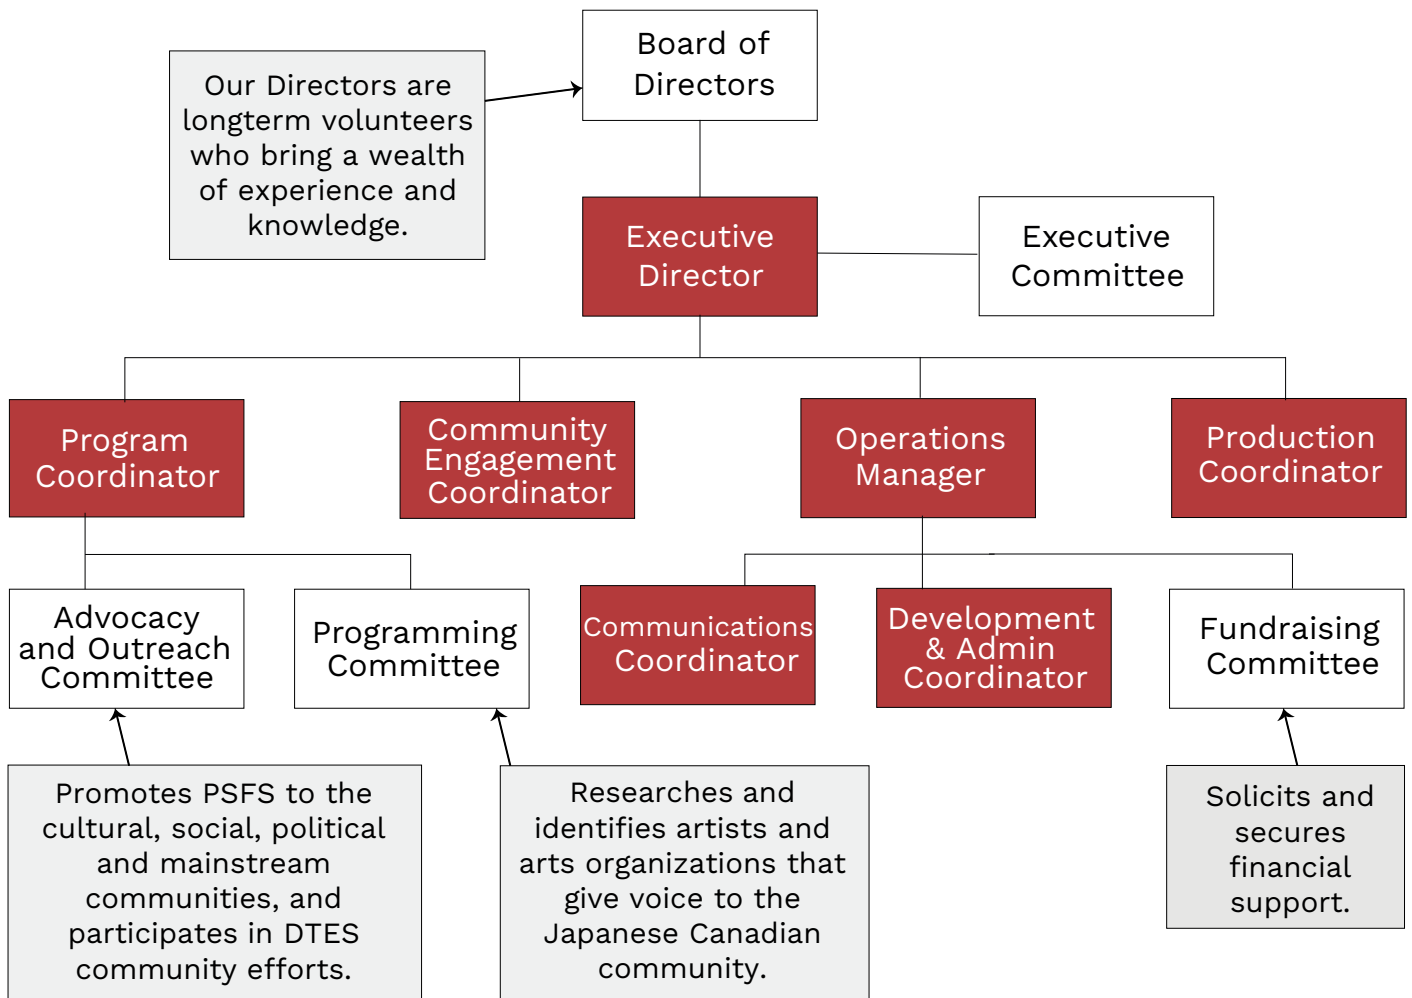 Board of
Directors
Our Directors are
longterm volunteers
who bring a wealth
of experience and
knowledge.
Executive
Director
Executive
Committee
Program
Coordinator
Community
Engagement
Coordinator
Operations
Manager
Production
Coordinator
Advocacy
and Outreach
Committee
Programming
Committee
Communications
Coordinator
Development
& Admin
Coordinator
Fundraising
Committee
Promotes PSFS to the
cultural, social, political
and mainstream
communities, and
participates in DTES
community efforts.
Researches and
identifies artists and
arts organizations that
give voice to the
Japanese Canadian
community.
Solicits and
secures
financial
support.